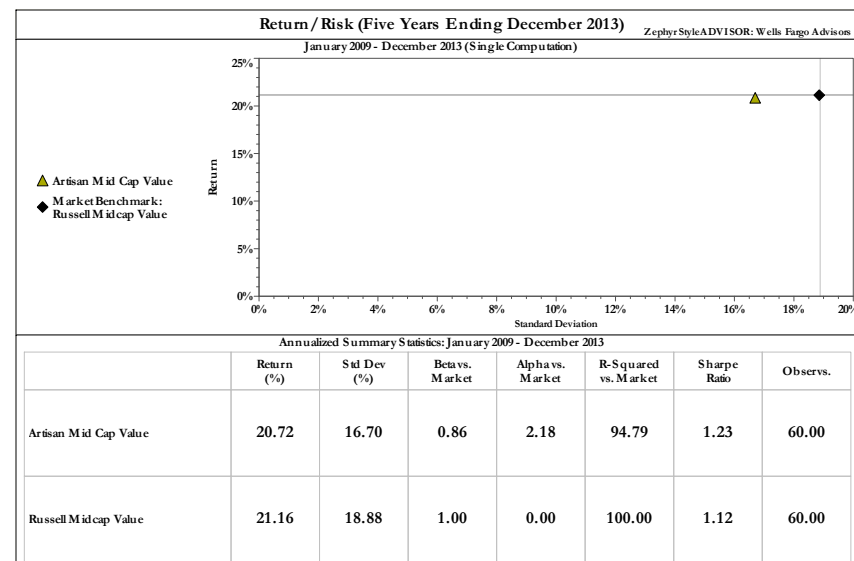 Return/Risk (Five Years Ending December 2013)
Zephyr StyleADVISOR: Wells Fargo Advisors
January 2009 - December 2013 (Single Computation)
25%
20%
15%
10%
5%
0%
Return
Artisan Mid Cap Value
Market Benchmark:
Russell Midcap Value
0% 2% 4% 6% 8% 10% 12% 14% 16% 18% 20%
Standard Deviation
Annualized Summary Statistics: January 2009 - December 2013
Return (%) Std Dev (%) Beta vs. Market Alpha vs. Market R-Squared vs. Market Sharpe Ratio Observs.
Artisan Mid Cap Value 20.72 16.70 0.86 2.18 94.79 1.23 60.00
Russell Midcap Value 21.16 18.88 1.00 0.00 100.00 1.12 60.00